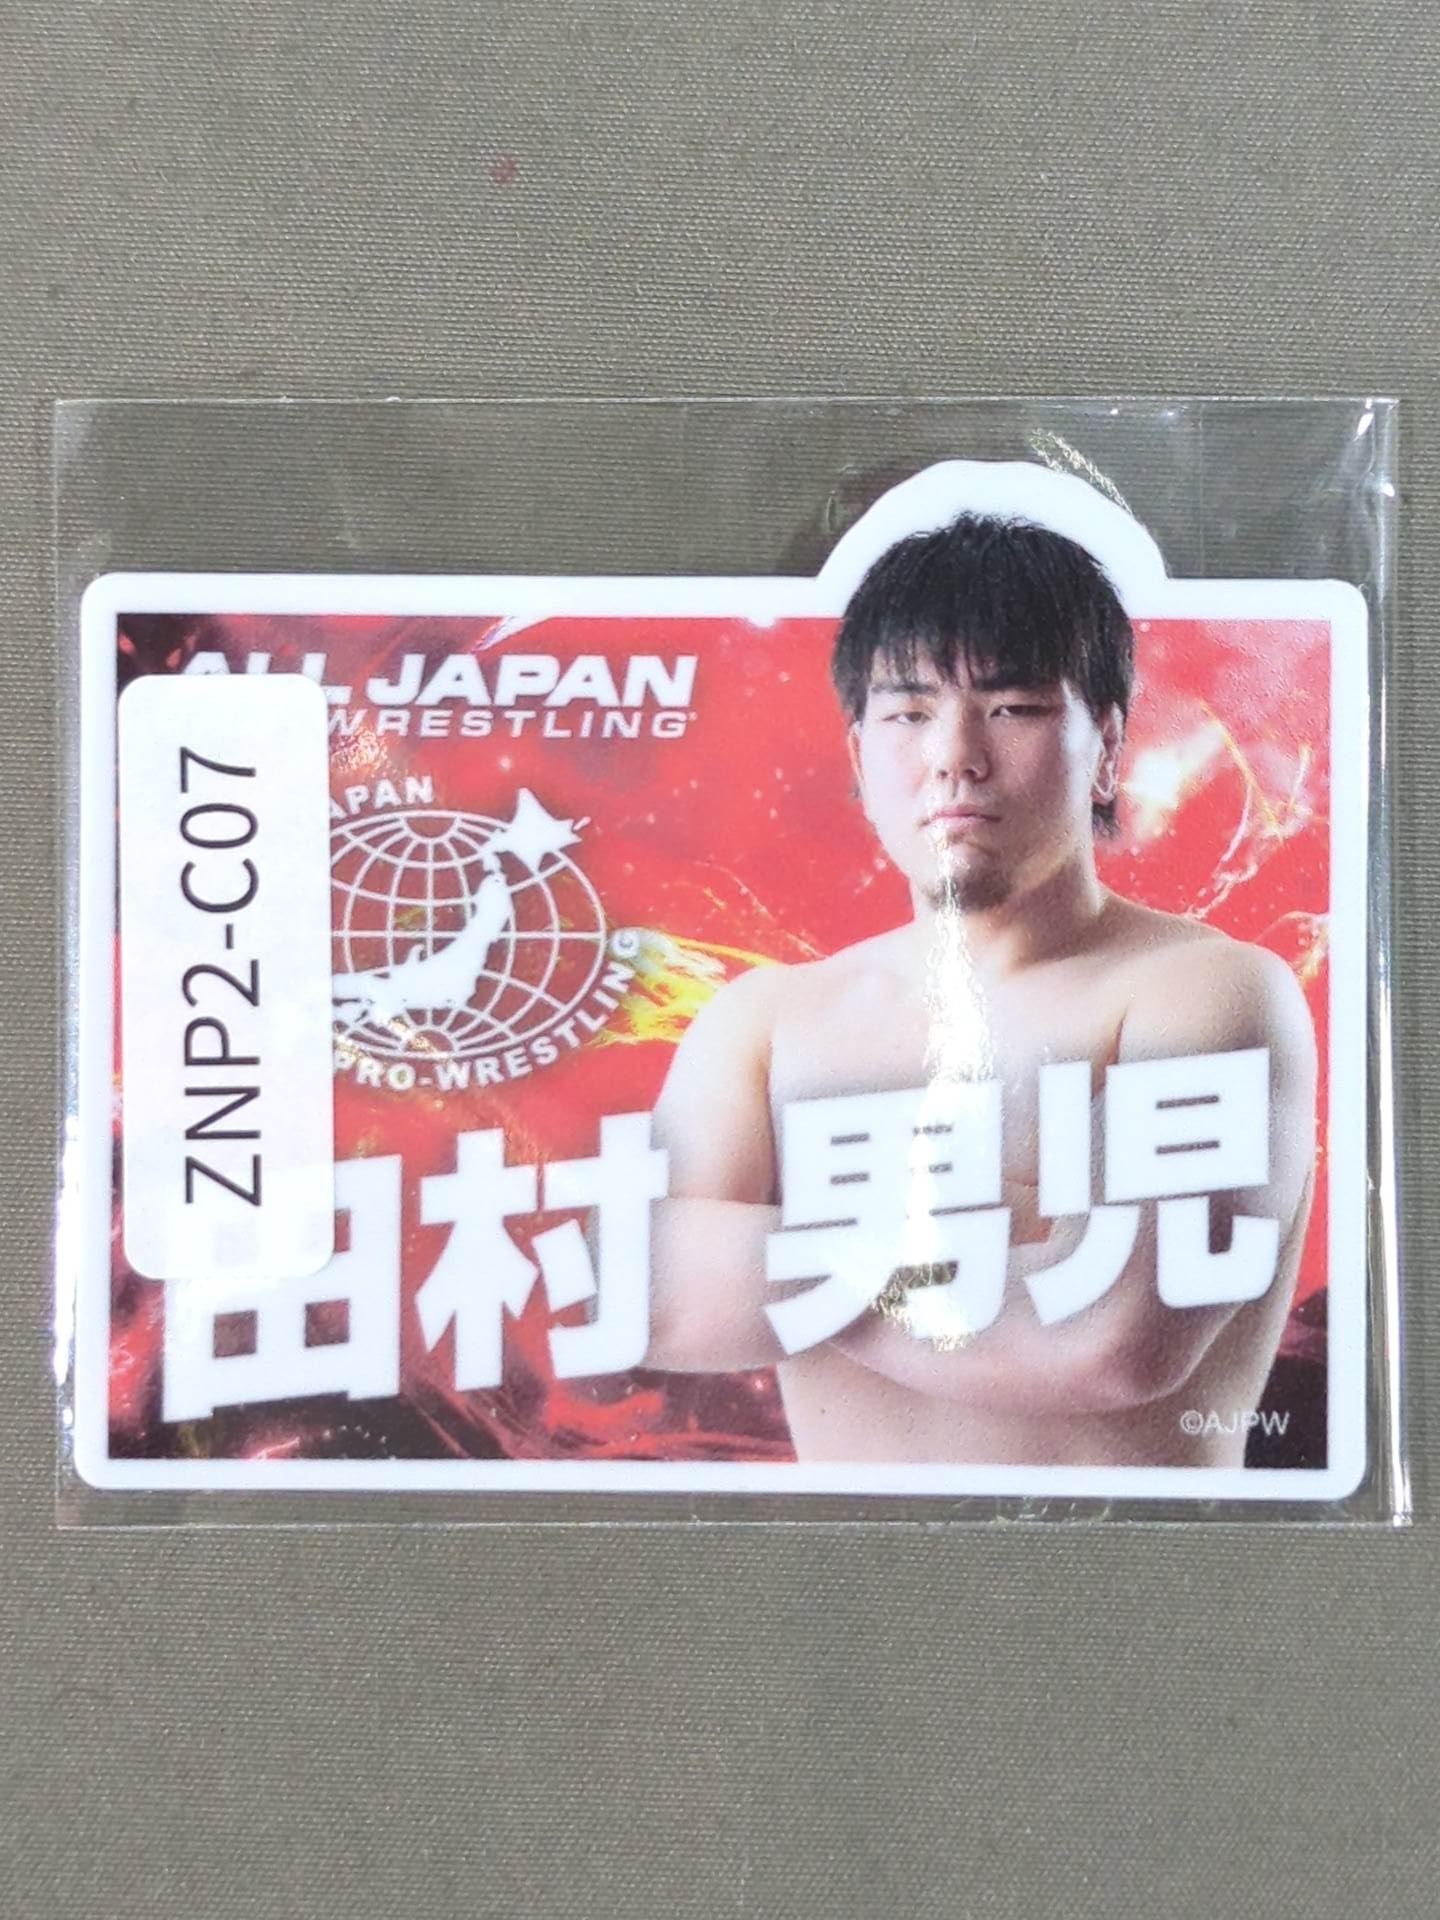 ALL JAPAN
WRESTLING
JAPAN
PRO-WRESTLING
ZNP2-C07
田村 男児
©AJPW